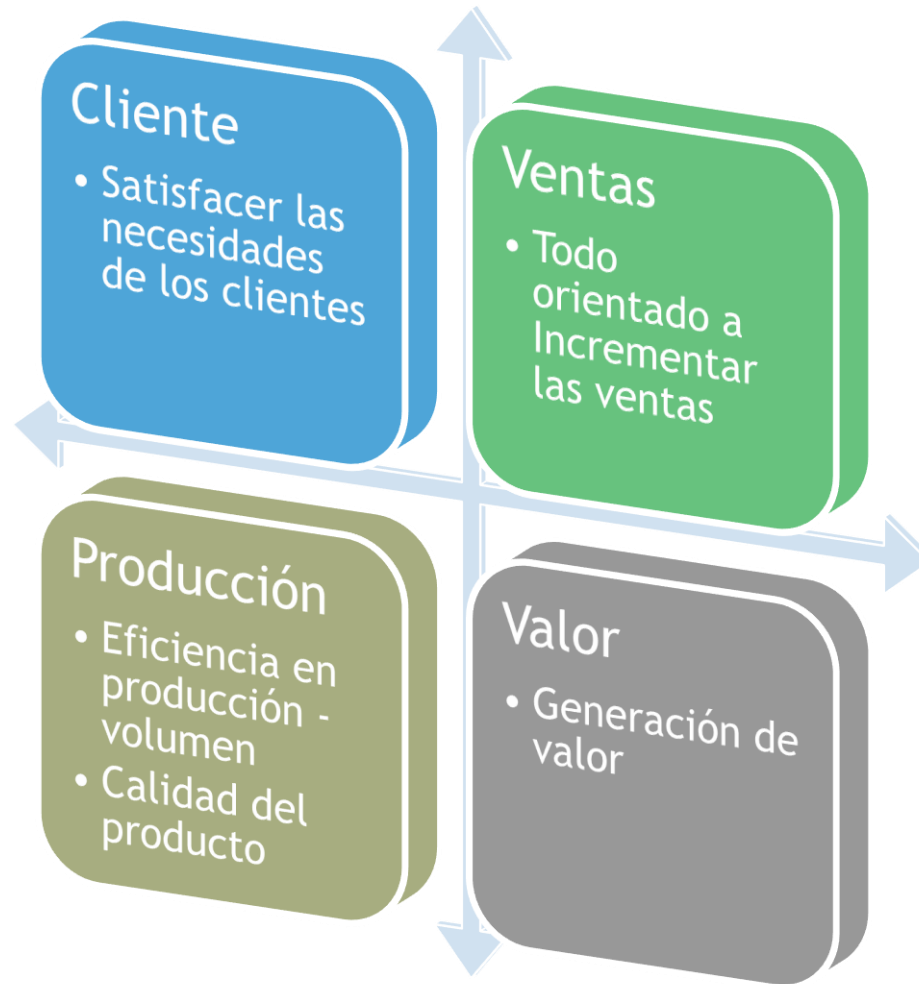 Cliente
• Satisfacer las
necesidades
de los clientes
Ventas
• Todo
orientado a
Incrementar
las ventas
Producción
• Eficiencia en
producción -
volumen
• Calidad del
producto
Valor
• Generación de
valor